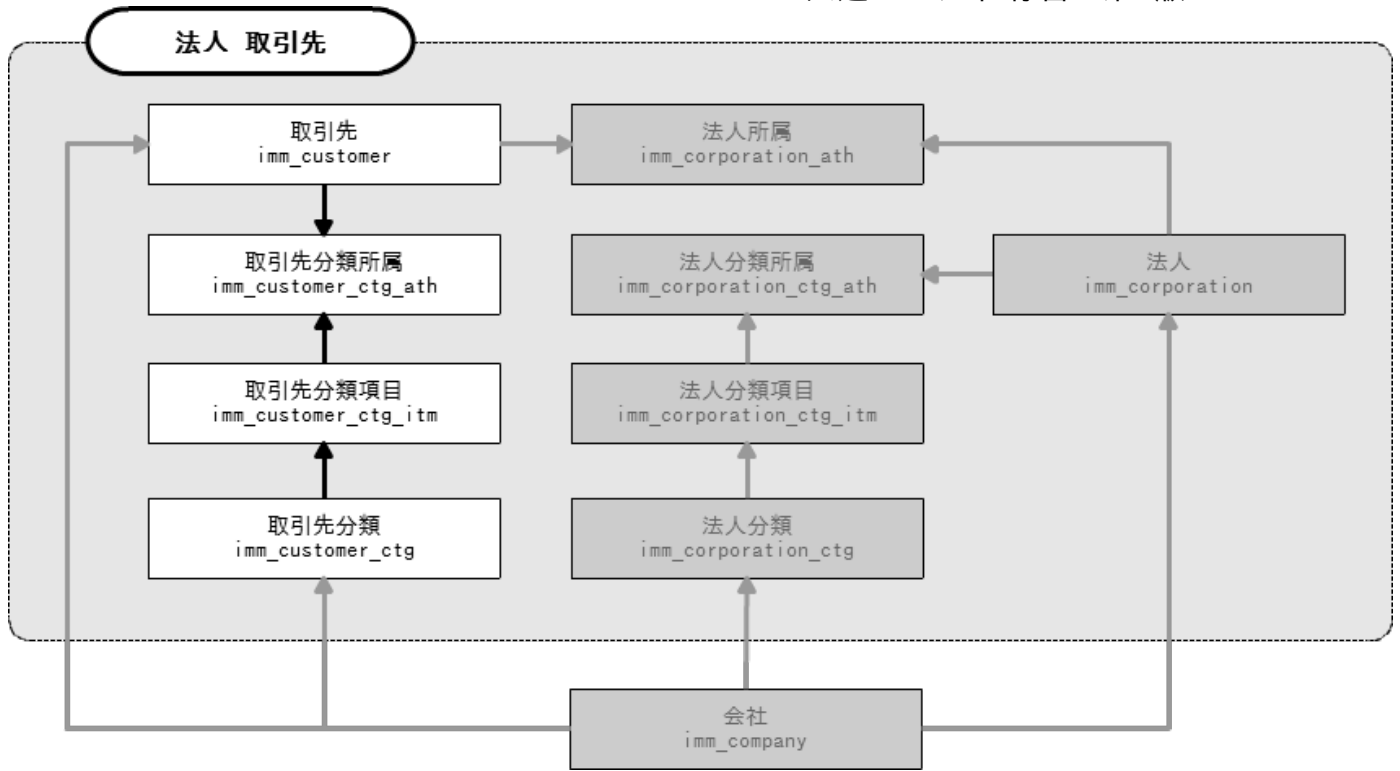 法人 取引先
取引先
imm_customer
法人所属
imm_corporation_ath
取引先分類所属
imm_customer_ctg_ath
法人分類所属
imm_corporation_ctg_ath
法人
imm_corporation
取引先分類項目
imm_customer_ctg_itm
法人分類項目
imm_corporation_ctg_itm
取引先分類
imm_customer_ctg
法人分類
imm_corporation_ctg
会社
imm_company